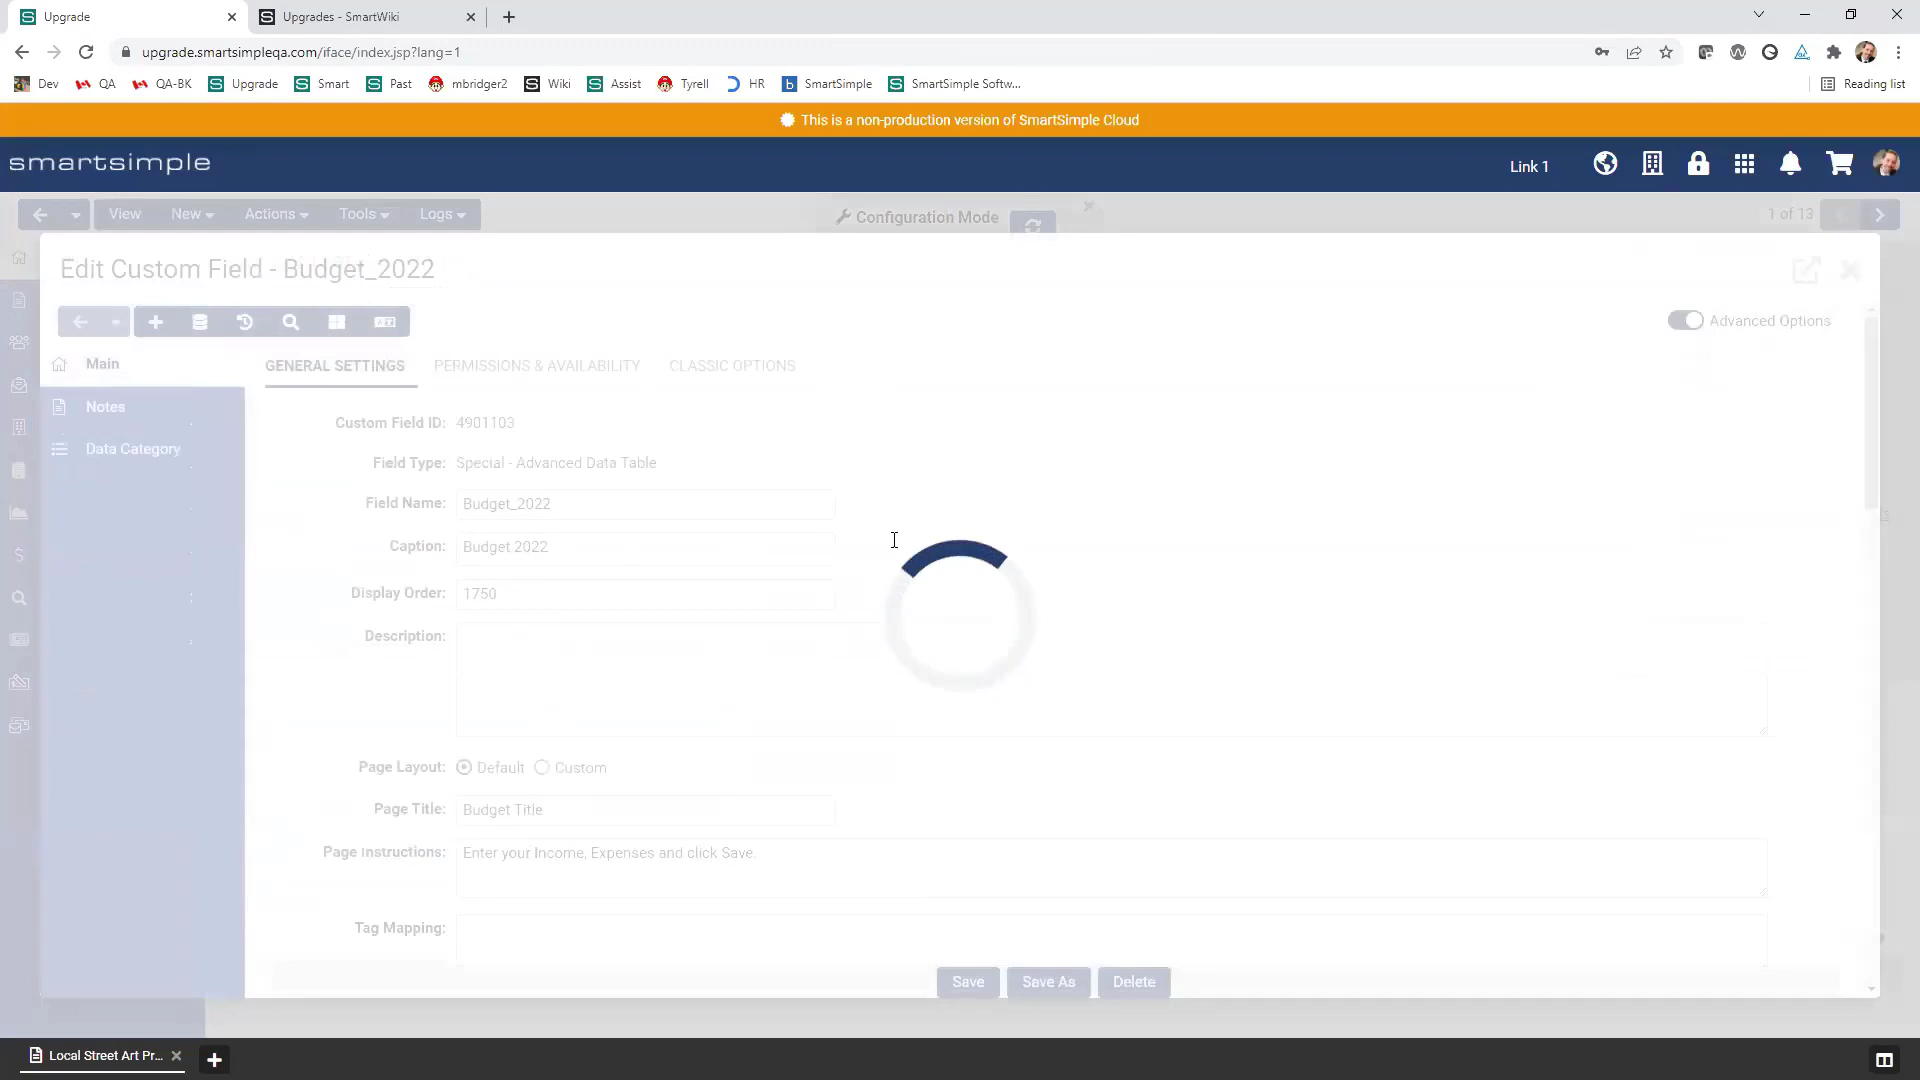 Upgrade
Upgrades - SmartWiki
upgrade.smartsimpleqa.com/iface/index.jsp?lang=1
Dev QA QA-BK Upgrade Smart Past mbridger2 Wiki Assist Tyrell HR SmartSimple SmartSimple Softw... Reading list
This is a non-production version of SmartSimple Cloud
smartsimple
Link 1
View New Actions Tools Logs
Configuration Mode
1 of 13
Edit Custom Field - Budget_2022
Advanced Options
Main
Notes
Data Category
GENERAL SETTINGS PERMISSIONS & AVAILABILITY CLASSIC OPTIONS
Custom Field ID: 4901103
Field Type: Special - Advanced Data Table
Field Name: Budget_2022
Caption: Budget 2022
Display Order: 1750
Description:
Page Layout: Default Custom
Page Title: Budget Title
Page Instructions: Enter your Income, Expenses and click Save.
Tag Mapping:
Save Save As Delete
Local Street Art Pr...